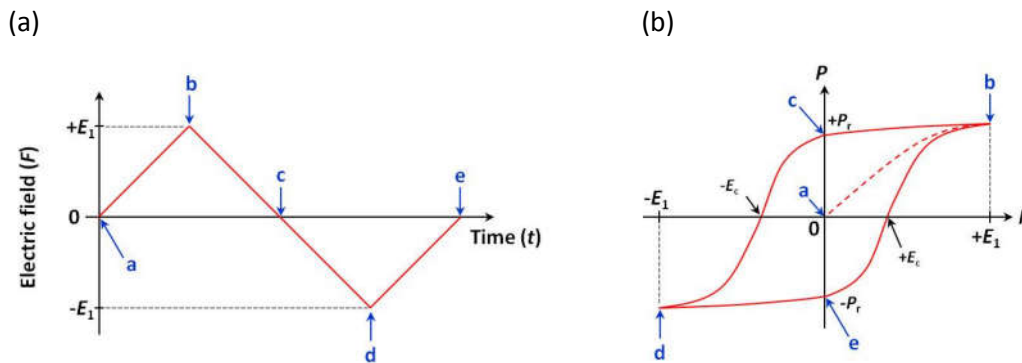 (a)
(b)
b
P
b
c
+Pr
+E1
c
e
a
-Ec
-E1
0
Time (t)
0
+E1
a
+Ec
Electric field (F)
-E1
-Pr
d
d
e